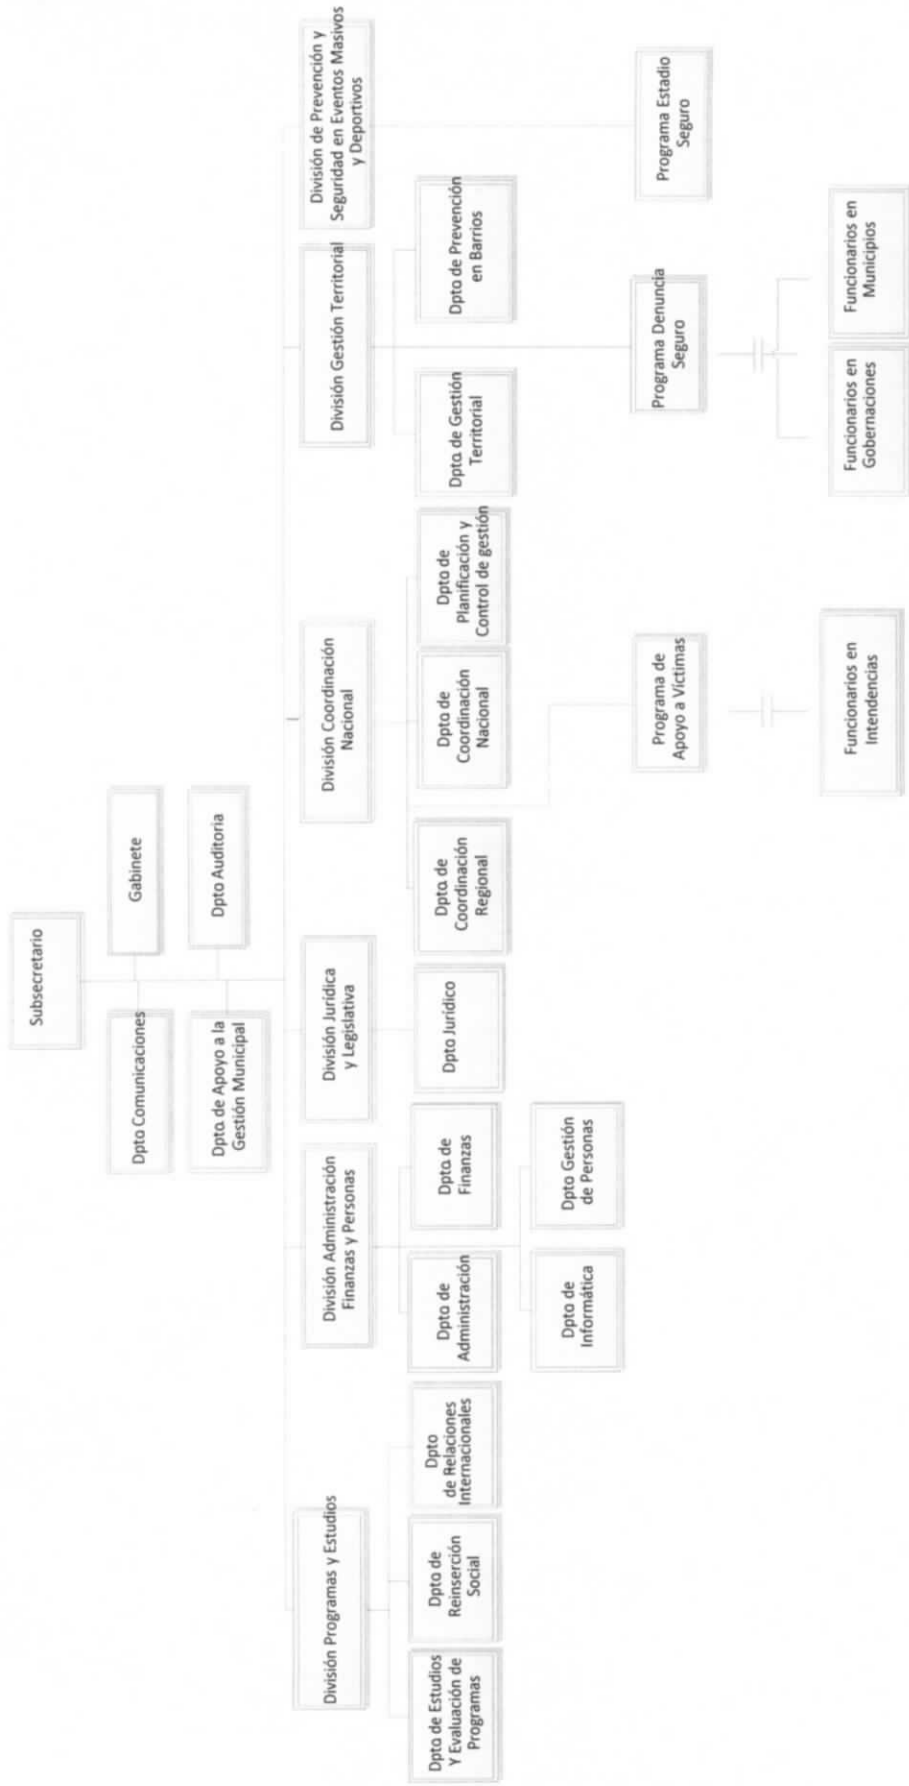 Subsecretario
Dpto Comunicaciones
Gabinete
Dpto de Apoyo a la
Gestión Municipal
Dpto Auditoria
División Programas y Estudios
División Administración
Finanzas y Personas
División Jurídica
y Legislativa
División Coordinación
Nacional
División Gestión Territorial
División de Prevención y
Seguridad en Eventos Masivos
y Deportivos
Dpto de Estudios
Y Evaluación de
Programas
Dpto de
Reinserción
Social
Dpto
de Relaciones
Internacionales
Dpto de
Administración
Dpto de
Finanzas
Dpto Jurídico
Dpto de
Coordinación
Regional
Dpto de
Coordinación
Nacional
Dpto de
Planificación y
Control de gestión
Dpto de Gestión
Territorial
Dpto de Prevención
en Barrios
Dpto de
Informática
Dpto Gestión
de Personas
Programa de
Apoyo a Víctimas
Programa Denuncia
Seguro
Programa Estadio
Seguro
Funcionarios en
Intendencias
Funcionarios en
Gobernaciones
Funcionarios en
Municipios